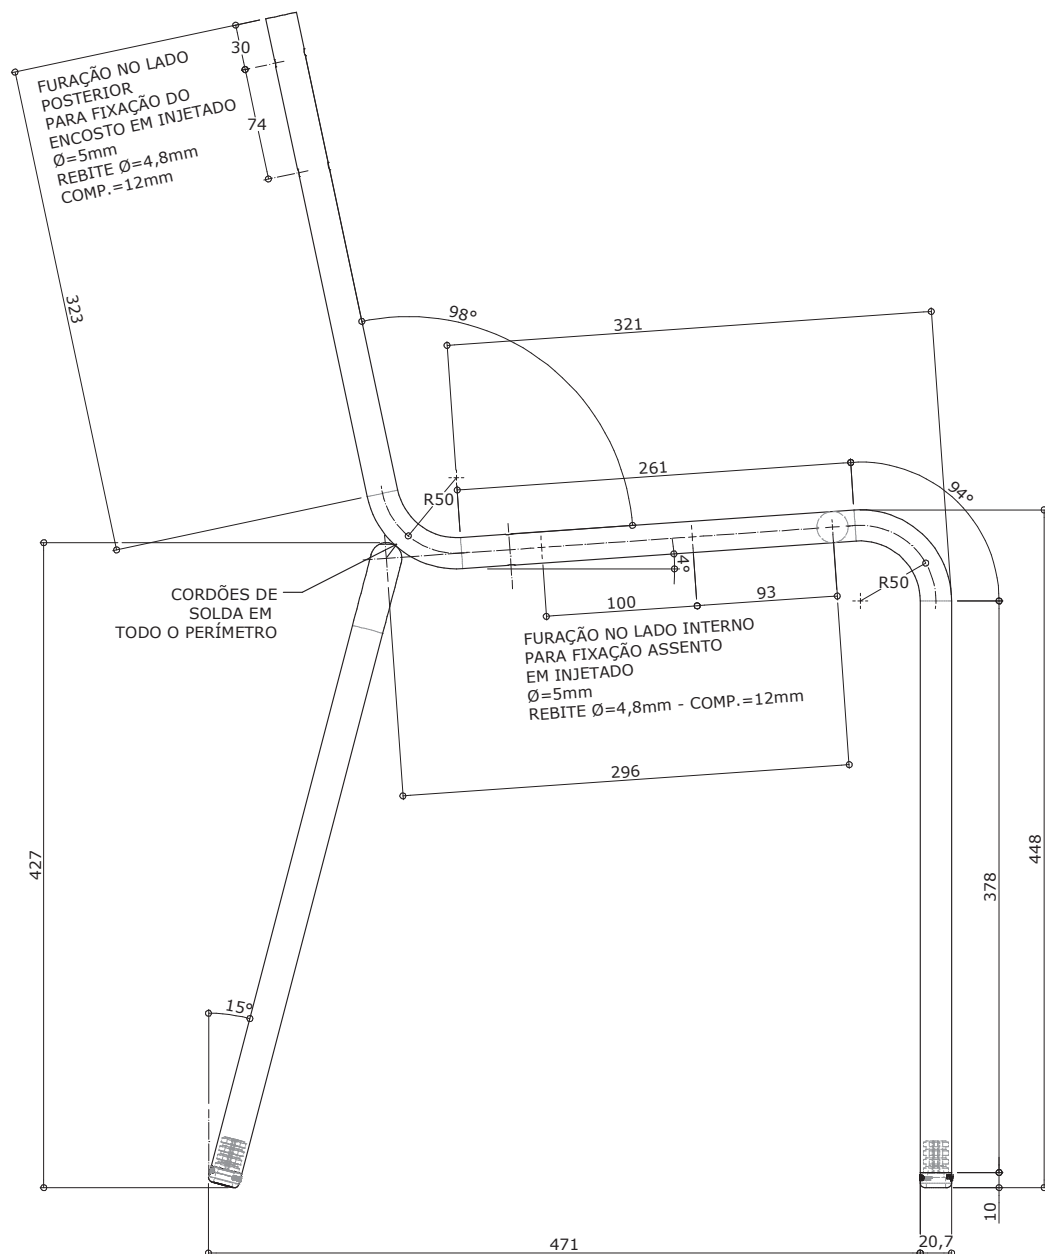 30
FURAÇÃO NO LADO
POSTERIOR
PARA FIXAÇÃO DO
ENCOSTO EM INJETADO
Ø=5mm
REBITE Ø=4,8mm
COMP.=12mm
74
323
98°
321
261
94°
R50
4°
R50
CORDÕES DE
SOLDA EM
TODO O PERÍMETRO
100
93
FURAÇÃO NO LADO INTERNO
PARA FIXAÇÃO ASSENTO
EM INJETADO
Ø=5mm
REBITE Ø=4,8mm - COMP.=12mm
296
427
448
378
15°
10
471
20,7